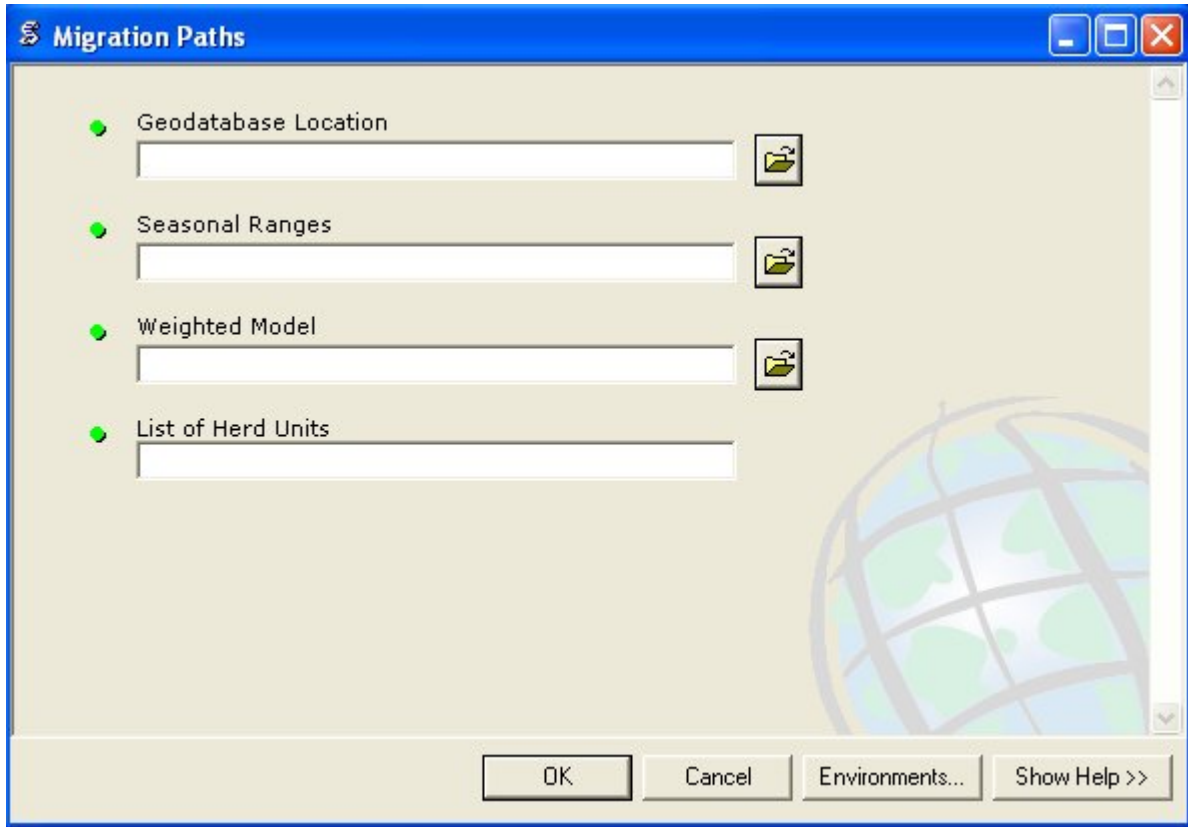 Migration Paths
Geodatabase Location
Seasonal Ranges
Weighted Model
List of Herd Units
OK Cancel Environments... Show Help >>